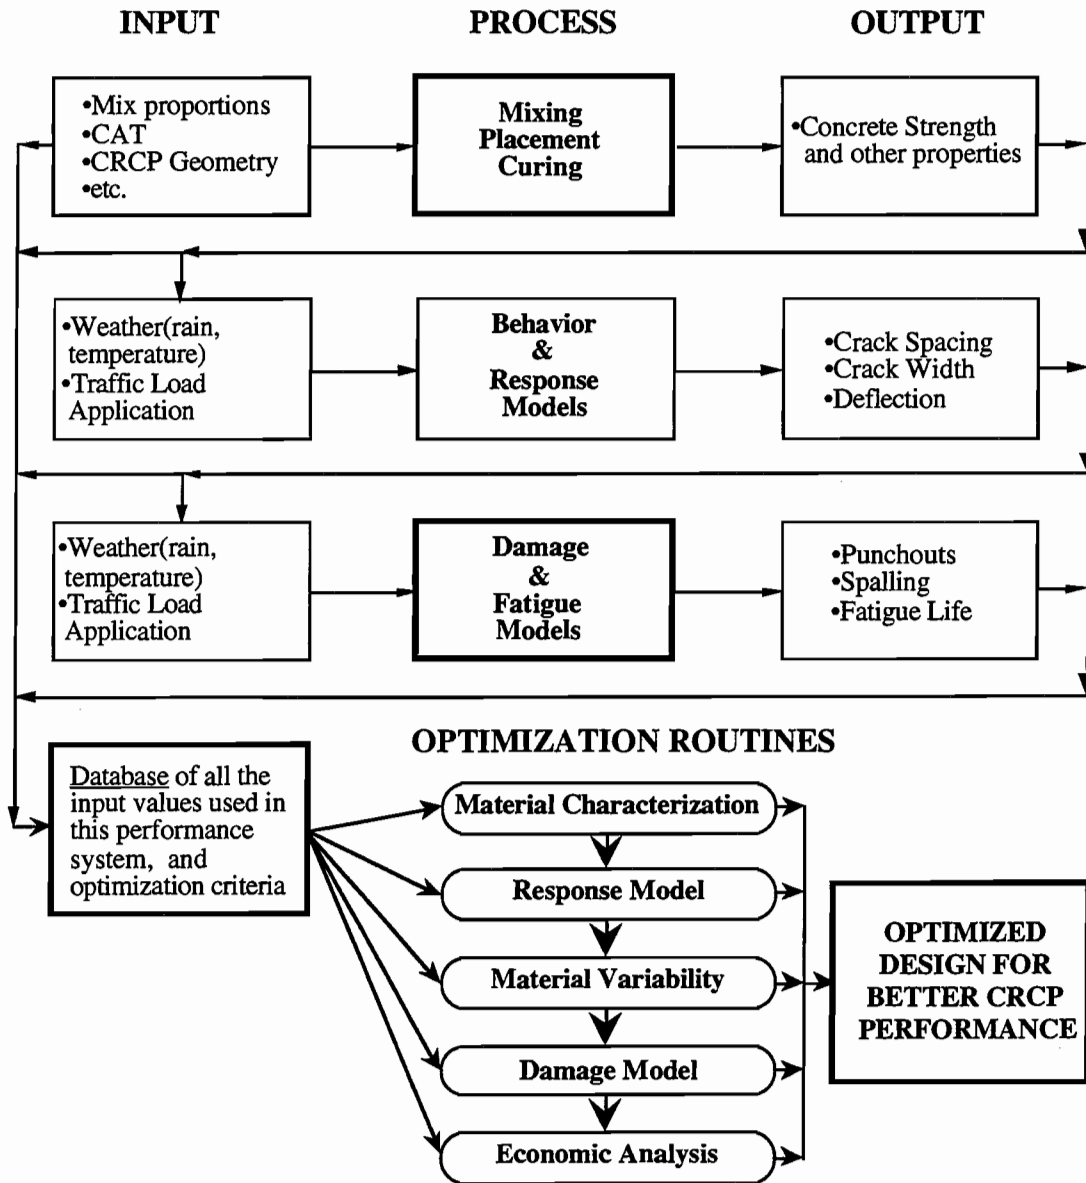 INPUT
PROCESS
OUTPUT
•Mix proportions
•CAT
•CRCP Geometry
•etc.
Mixing
Placement
Curing
•Concrete Strength
and other properties
•Weather(rain,
temperature)
•Traffic Load
Application
Behavior
&
Response
Models
•Crack Spacing
•Crack Width
•Deflection
•Weather(rain,
temperature)
•Traffic Load
Application
Damage
&
Fatigue
Models
•Punchouts
•Spalling
•Fatigue Life
OPTIMIZATION ROUTINES
Database of all the
input values used in
this performance
system, and
optimization criteria
Material Characterization
Response Model
Material Variability
Damage Model
Economic Analysis
OPTIMIZED
DESIGN FOR
BETTER CRCP
PERFORMANCE